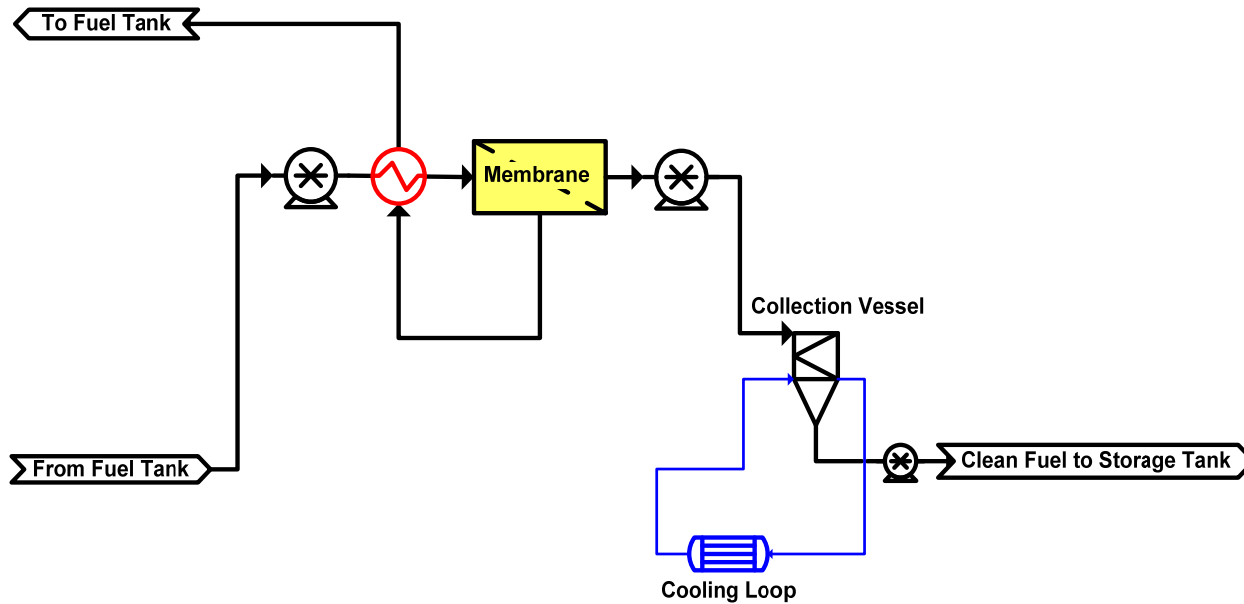 To Fuel Tank
Membrane
Collection Vessel
From Fuel Tank
Clean Fuel to Storage Tank
Cooling Loop